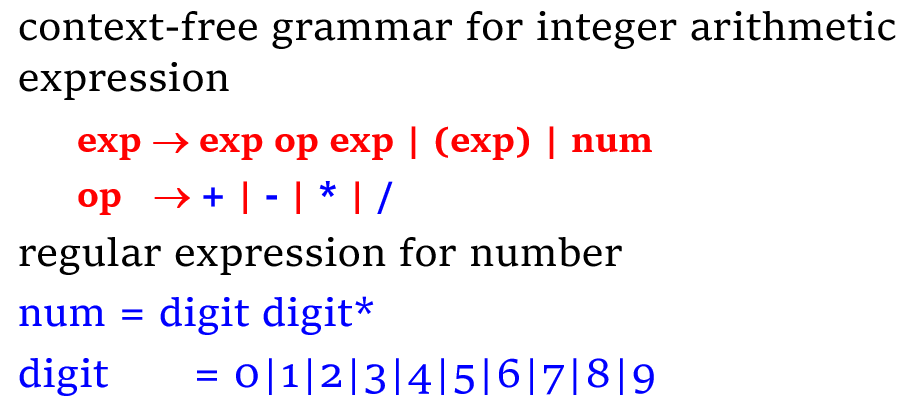 context-free grammar for integer arithmetic
expression
exp → exp op exp | (exp) | num
op → + | - | * | /
regular expression for number
num = digit digit*
digit = 0|1|2|3|4|5|6|7|8|9